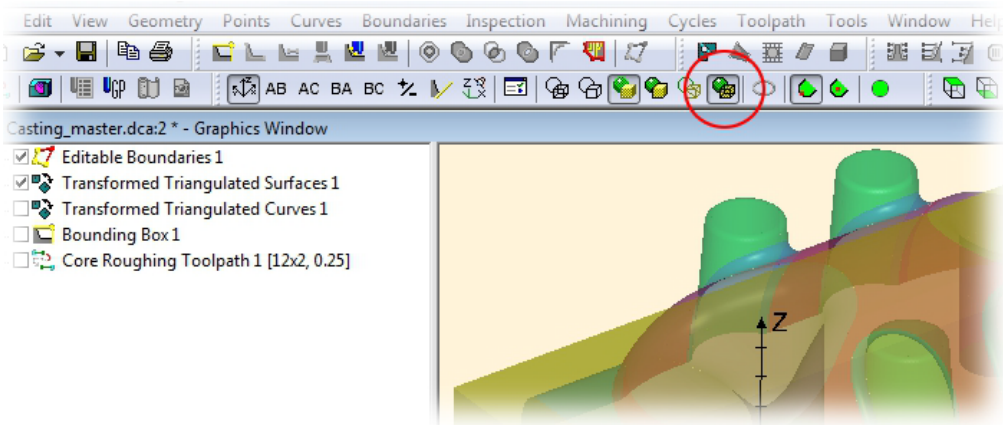 Edit View Geometry Points Curves Boundaries Inspection Machining Cycles Toolpath Tools Window Help
AB AC BA BC
Casting_master.dca:2 * - Graphics Window
Editable Boundaries 1
Transformed Triangulated Surfaces 1
Transformed Triangulated Curves 1
Bounding Box 1
Core Roughing Toolpath 1 [12x2, 0.25]
Z